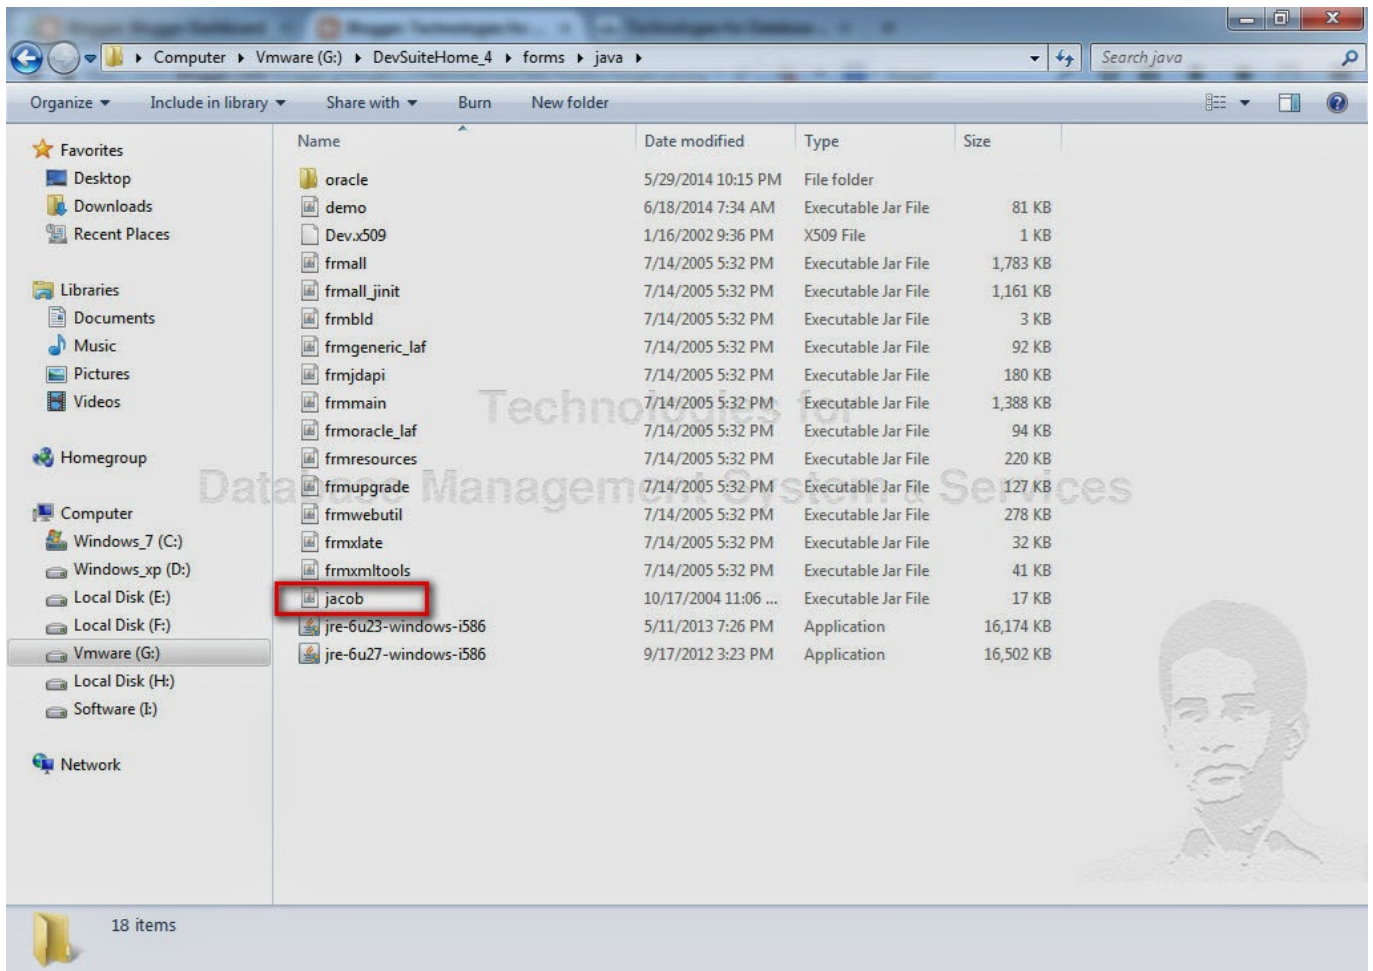 Computer Vmware (G:) DevSuiteHome_4 forms java
Search java
Organize Include in library Share with Burn New folder
Name Date modified Type Size
Favorites
Desktop
Downloads
Recent Places
Libraries
Documents
Music
Pictures
Videos
Homegroup
Computer
Windows_7 (C:)
Windows_xp (D:)
Local Disk (E:)
Local Disk (F:)
Vmware (G:)
Local Disk (H:)
Software (I:)
Network
oracle 5/29/2014 10:15 PM File folder
demo 6/18/2014 7:34 AM Executable Jar File 81 KB
Dev.x509 1/16/2002 9:36 PM X509 File 1 KB
frmall 7/14/2005 5:32 PM Executable Jar File 1,783 KB
frmall_jinit 7/14/2005 5:32 PM Executable Jar File 1,161 KB
frmbld 7/14/2005 5:32 PM Executable Jar File 3 KB
frmgeneric_laf 7/14/2005 5:32 PM Executable Jar File 92 KB
frmjdapi 7/14/2005 5:32 PM Executable Jar File 180 KB
frmmain 7/14/2005 5:32 PM Executable Jar File 1,388 KB
frmoracle_laf 7/14/2005 5:32 PM Executable Jar File 94 KB
frmresources 7/14/2005 5:32 PM Executable Jar File 220 KB
frmupgrade 7/14/2005 5:32 PM Executable Jar File 127 KB
frmwebutil 7/14/2005 5:32 PM Executable Jar File 278 KB
frmxlate 7/14/2005 5:32 PM Executable Jar File 32 KB
frmxmltools 7/14/2005 5:32 PM Executable Jar File 41 KB
jacob 10/17/2004 11:06 ... Executable Jar File 17 KB
jre-6u23-windows-i586 5/11/2013 7:26 PM Application 16,174 KB
jre-6u27-windows-i586 9/17/2012 3:23 PM Application 16,502 KB
Technologies for
Database Management System & Services
18 items